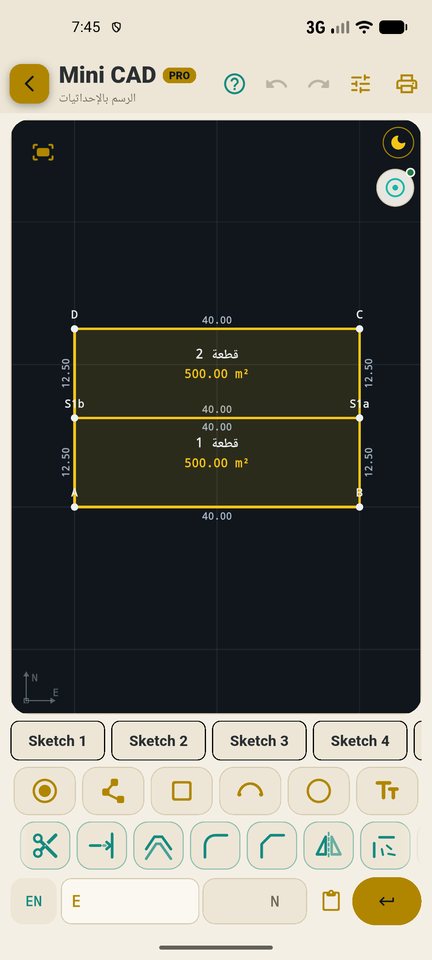 7:45
3G
Mini CAD PRO
الرسم بالإحداثيات
D
C
40.00
قطعة 2
500.00 m²
12.50
12.50
S1b
S1a
40.00
40.00
قطعة 1
500.00 m²
12.50
12.50
A
B
40.00
N
E
Sketch 1
Sketch 2
Sketch 3
Sketch 4
TT
EN
E
N